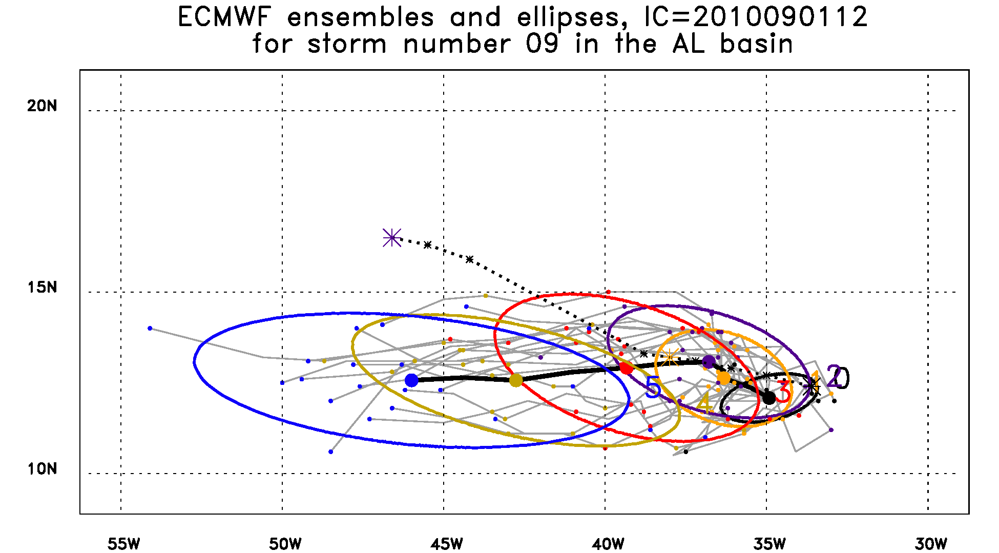 ECMWF ensembles and ellipses, IC=2010090112
for storm number 09 in the AL basin
20N
15N
10N
5
4
3
1
2
0
55W
50W
45W
40W
35W
30W